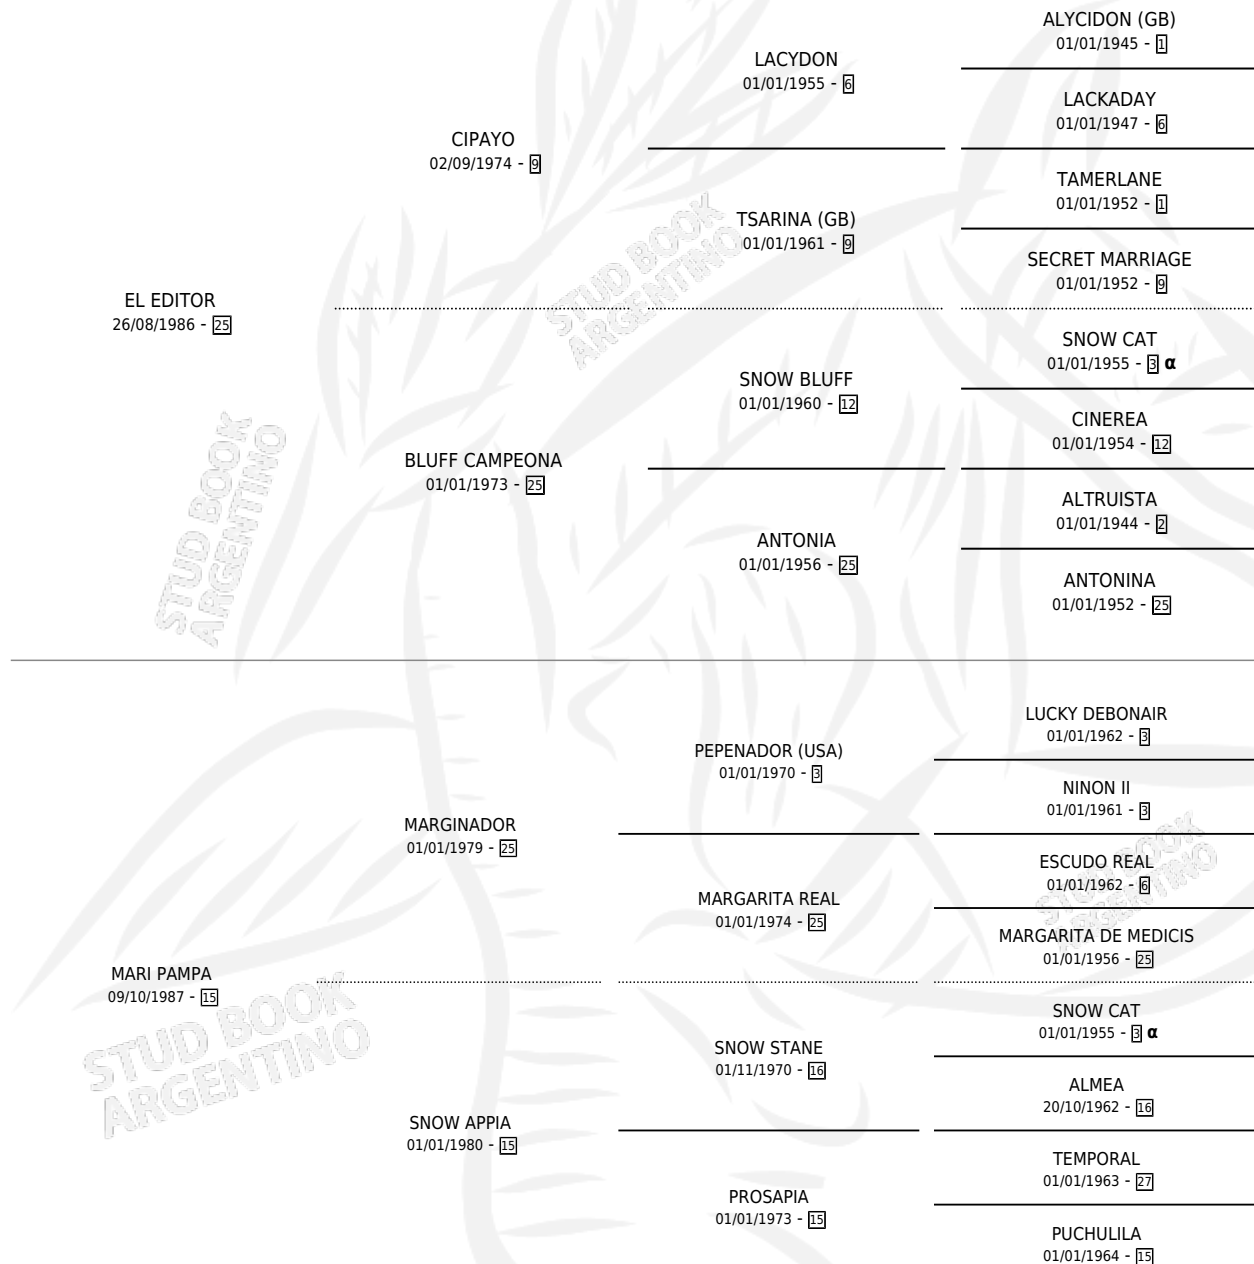 ALYCIDON (GB)
01/01/1945 - 1
LACYDON
01/01/1955 - 6
LACKADAY
01/01/1947 - 6
CIPAYO
02/09/1974 - 9
TAMERLANE
01/01/1952 - 1
TSARINA (GB)
01/01/1961 - 9
SECRET MARRIAGE
01/01/1952 - 9
STUD BOOK
ARGENTINO
EL EDITOR
26/08/1986 - 25
SNOW CAT
01/01/1955 - 3 α
SNOW BLUFF
01/01/1960 - 12
CINEREA
01/01/1954 - 12
BLUFF CAMPEONA
01/01/1973 - 25
ALTRUISTA
01/01/1944 - 2
ANTONIA
01/01/1956 - 25
ANTONINA
01/01/1952 - 25
STUD BOOK
ARGENTINO
LUCKY DEBONAIR
01/01/1962 - 3
PEPENADOR (USA)
01/01/1970 - 3
NINON II
01/01/1961 - 3
MARGINADOR
01/01/1979 - 25
ESCUDO REAL
01/01/1962 - 6
MARGARITA REAL
01/01/1974 - 25
MARGARITA DE MEDICIS
01/01/1956 - 25
STUD BOOK
ARGENTINO
MARI PAMPA
09/10/1987 - 15
SNOW CAT
01/01/1955 - 3 α
SNOW STANE
01/11/1970 - 16
ALMEA
20/10/1962 - 16
STUD BOOK
ARGENTINO
SNOW APPIA
01/01/1980 - 15
TEMPORAL
01/01/1963 - 27
PROSAPIA
01/01/1973 - 15
PUCHULILA
01/01/1964 - 15